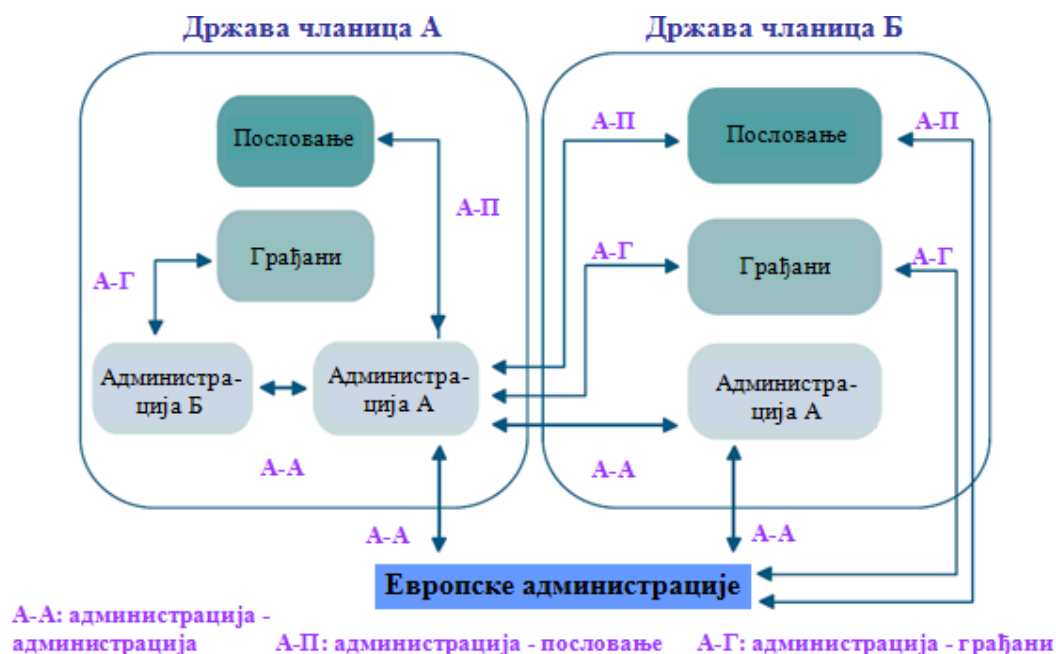 Држава чланица А
Држава чланица Б
Пословање
Грађани
А-П
А-Г
Администра-
ција Б
Администра-
ција А
А-А
А-А
А-П
Пословање
А-П
А-Г
Грађани
А-Г
Администра-
ција А
А-А
А-А
Европске администрације
А-А: администрација -
администрација
А-П: администрација - пословање
А-Г: администрација - грађани